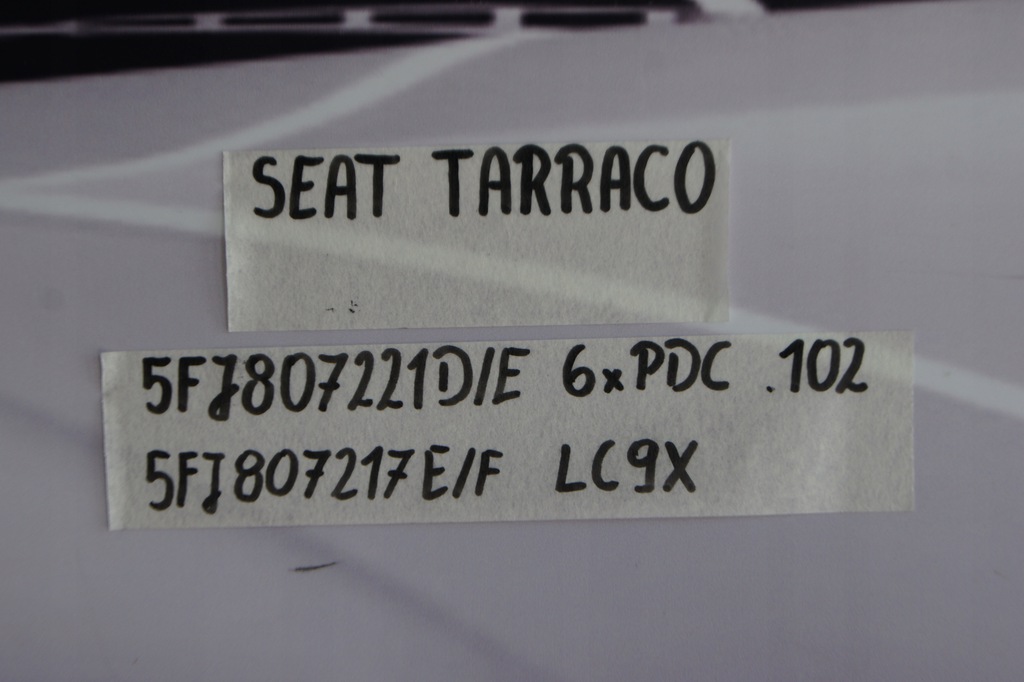 SEAT TARRACO
5FJ807221D/E 6xPDC .102
5FJ807217E/F LC9X